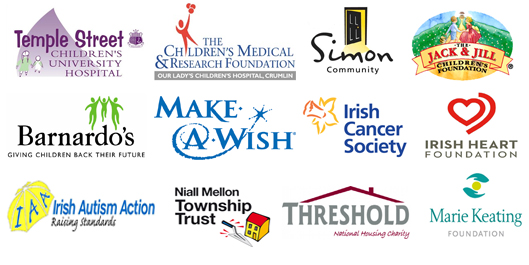 Temple Street
CHILDREN'S
UNIVERSITY
HOSPITAL
THE
CHILDREN'S MEDICAL
& RESEARCH FOUNDATION
OUR LADY'S CHILDREN'S HOSPITAL, CRUMLIN
Simon
Community
THE
JACK & JILL
CHILDREN'S
FOUNDATION
®
Barnardo's
GIVING CHILDREN BACK THEIR FUTURE
MAKE·
A·WISH®
Irish
Cancer
Society
IRISH HEART
FOUNDATION
IAA
Irish Autism Action
Raising Standards
Niall Mellon
Township
Trust
THRESHOLD
National Housing Charity
Marie Keating
FOUNDATION